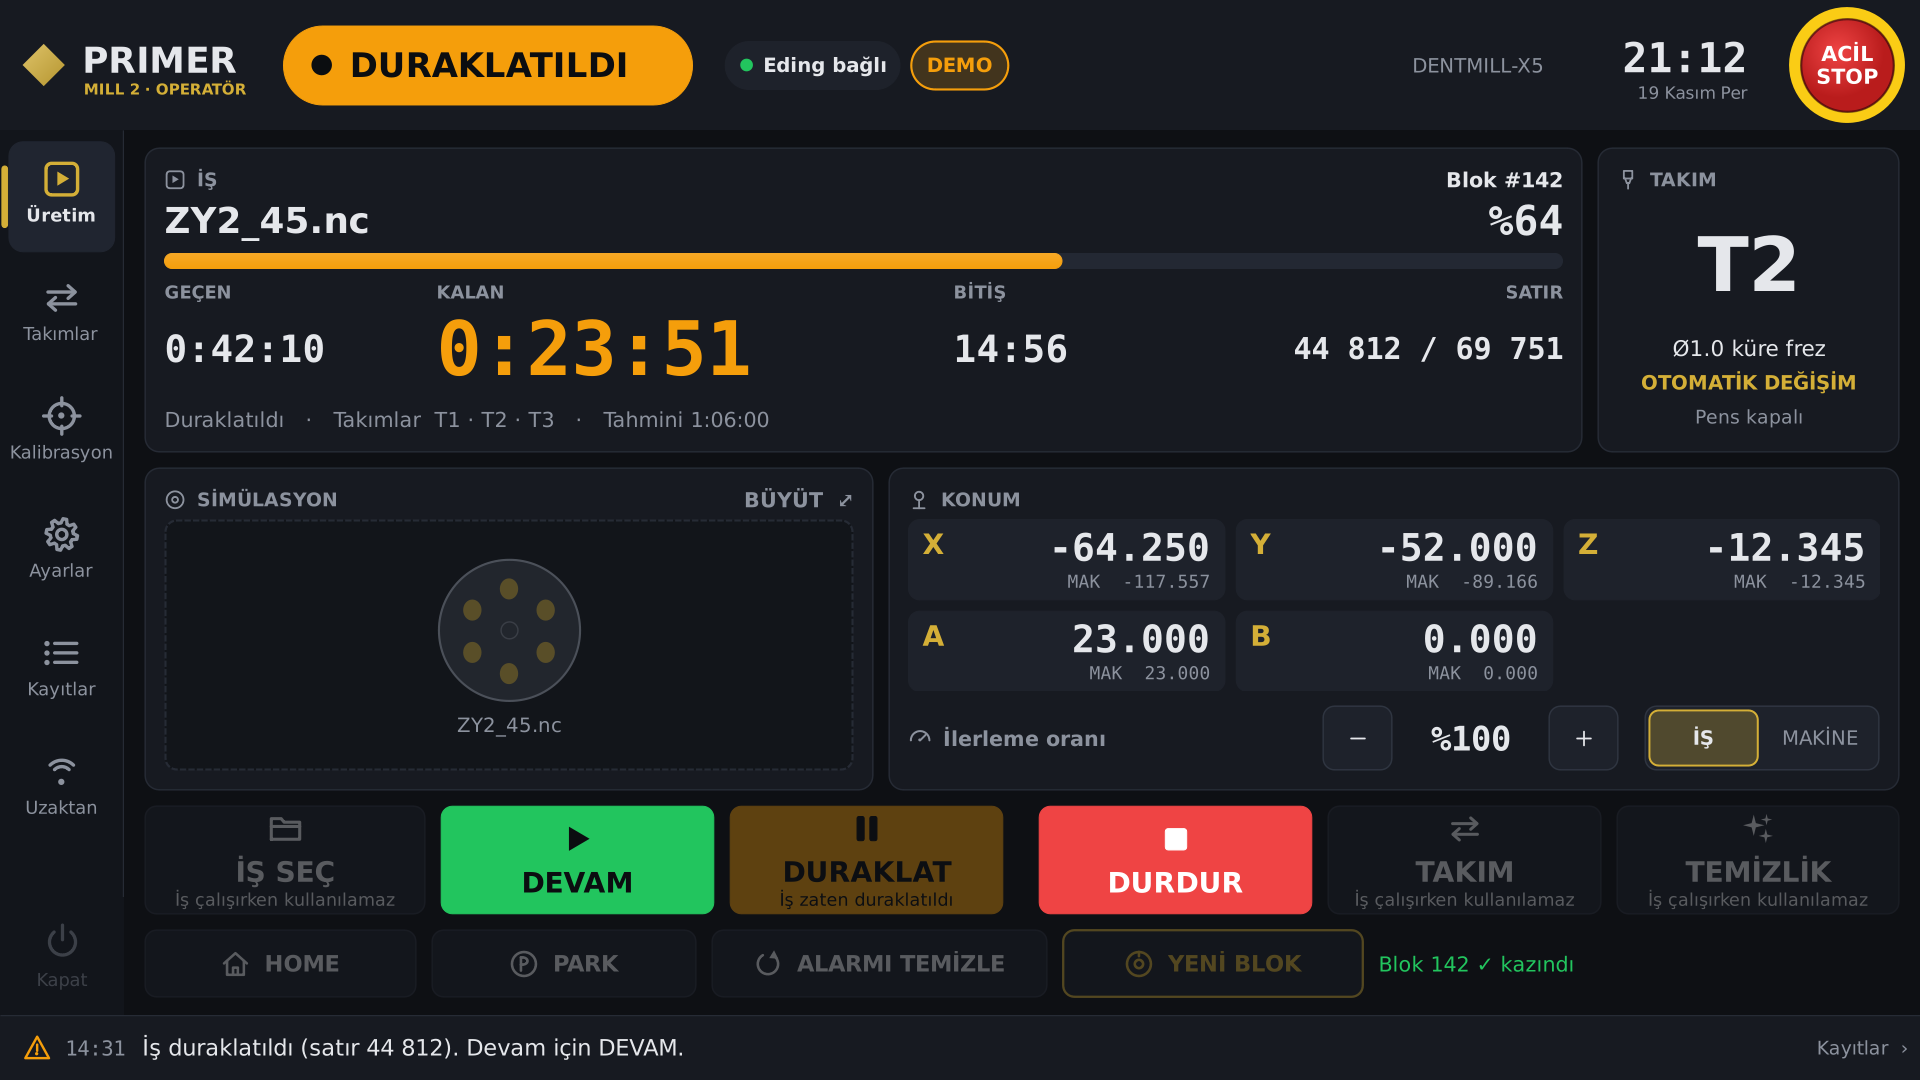 PRIMER
MILL 2 · OPERATÖR
DURAKLATILDI
Eding bağlı
DEMO
DENTMILL-X5
21:12
19 Kasım Per
ACİL
STOP
Üretim
Takımlar
Kalibrasyon
Ayarlar
Kayıtlar
Uzaktan
Kapat
İŞ
Blok #142
ZY2_45.nc
%64
GEÇEN
KALAN
BİTİŞ
SATIR
0:42:10
0:23:51
14:56
44 812 / 69 751
Duraklatıldı · Takımlar T1 · T2 · T3 · Tahmini 1:06:00
TAKIM
T2
Ø1.0 küre frez
OTOMATİK DEĞİŞİM
Pens kapalı
SİMÜLASYON
BÜYÜT ⤢
ZY2_45.nc
KONUM
X
-64.250
MAK -117.557
Y
-52.000
MAK -89.166
Z
-12.345
MAK -12.345
A
23.000
MAK 23.000
B
0.000
MAK 0.000
İlerleme oranı
−
%100
+
İŞ
MAKİNE
İŞ SEÇ
İş çalışırken kullanılamaz
DEVAM
DURAKLAT
İş zaten duraklatıldı
DURDUR
TAKIM
İş çalışırken kullanılamaz
TEMİZLİK
İş çalışırken kullanılamaz
HOME
PARK
ALARMI TEMİZLE
YENİ BLOK
Blok 142 ✓ kazındı
14:31 İş duraklatıldı (satır 44 812). Devam için DEVAM.
Kayıtlar ›